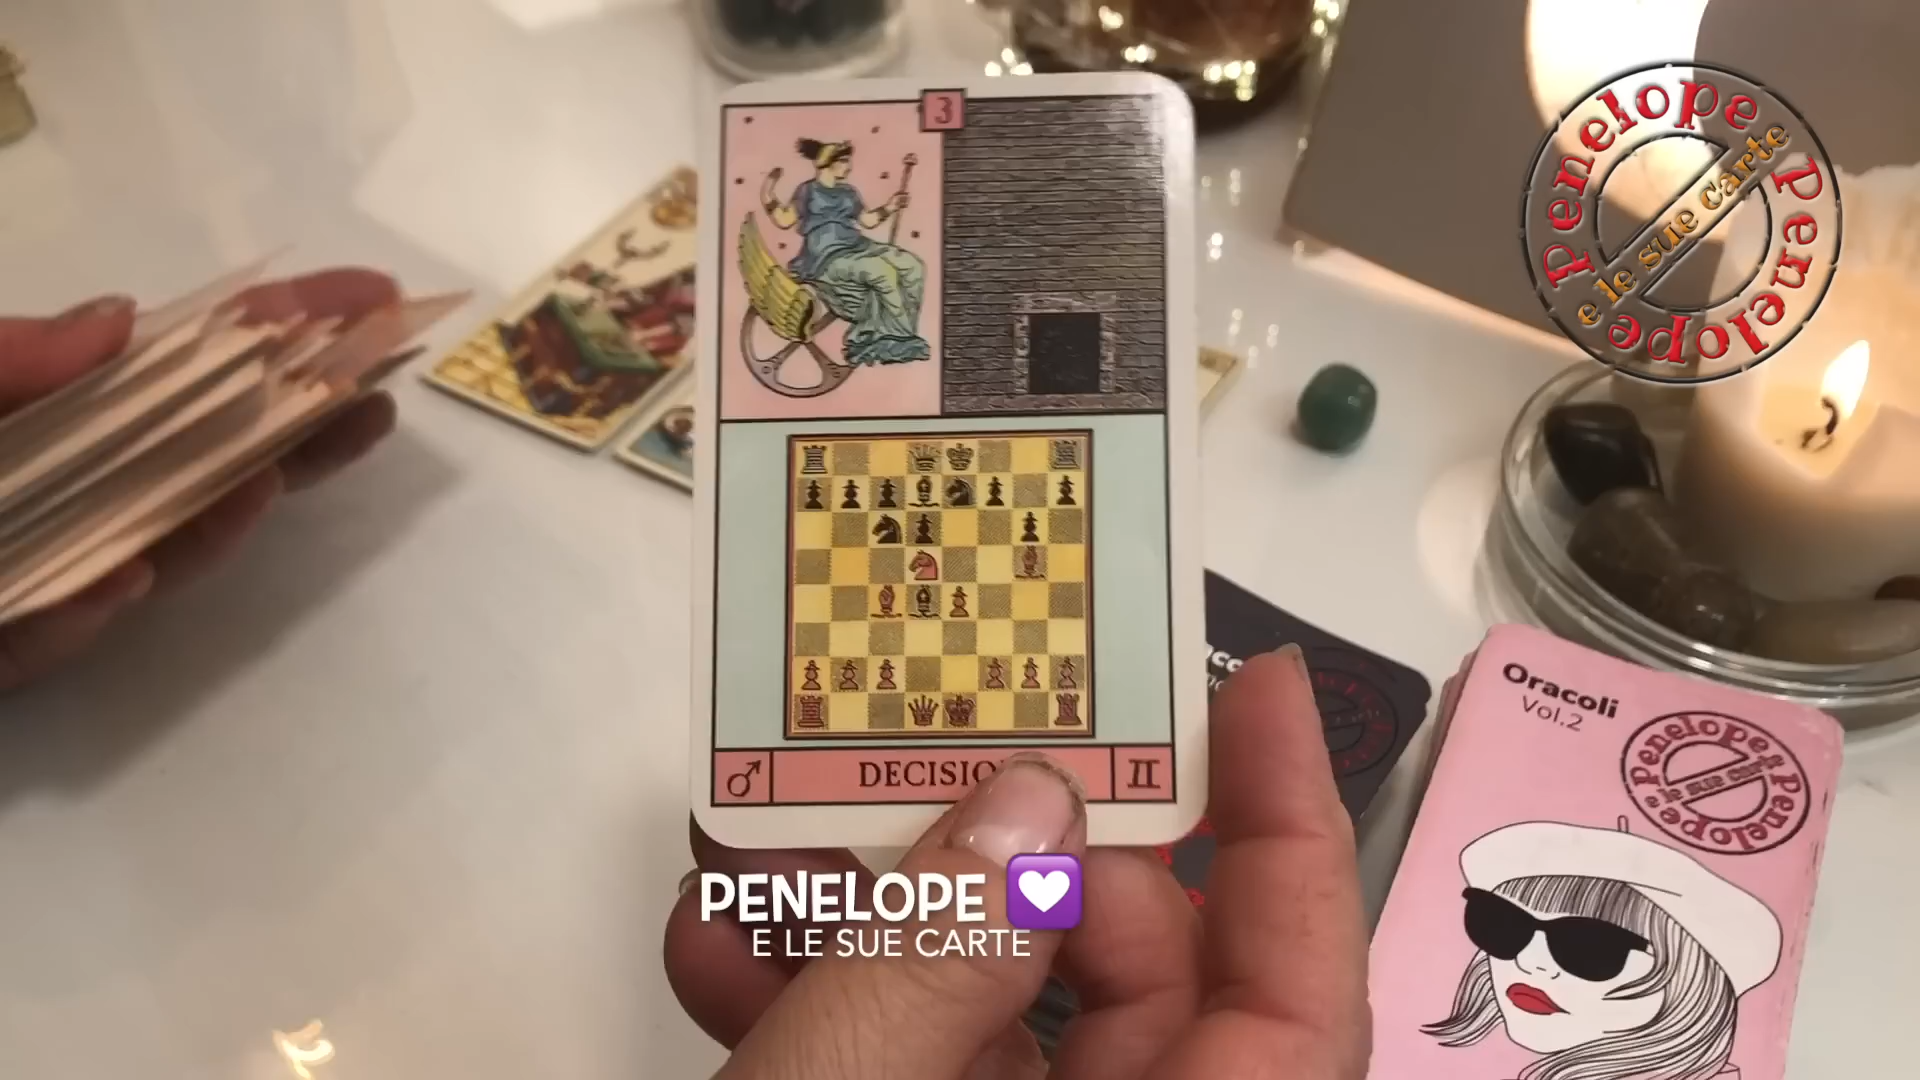 3
DECISIO
PENELOPE 💜
E LE SUE CARTE
Penelope Penelope Penelope
e le sue carte
Oracoli
Vol.2
Penelope Penelope
e le sue carte